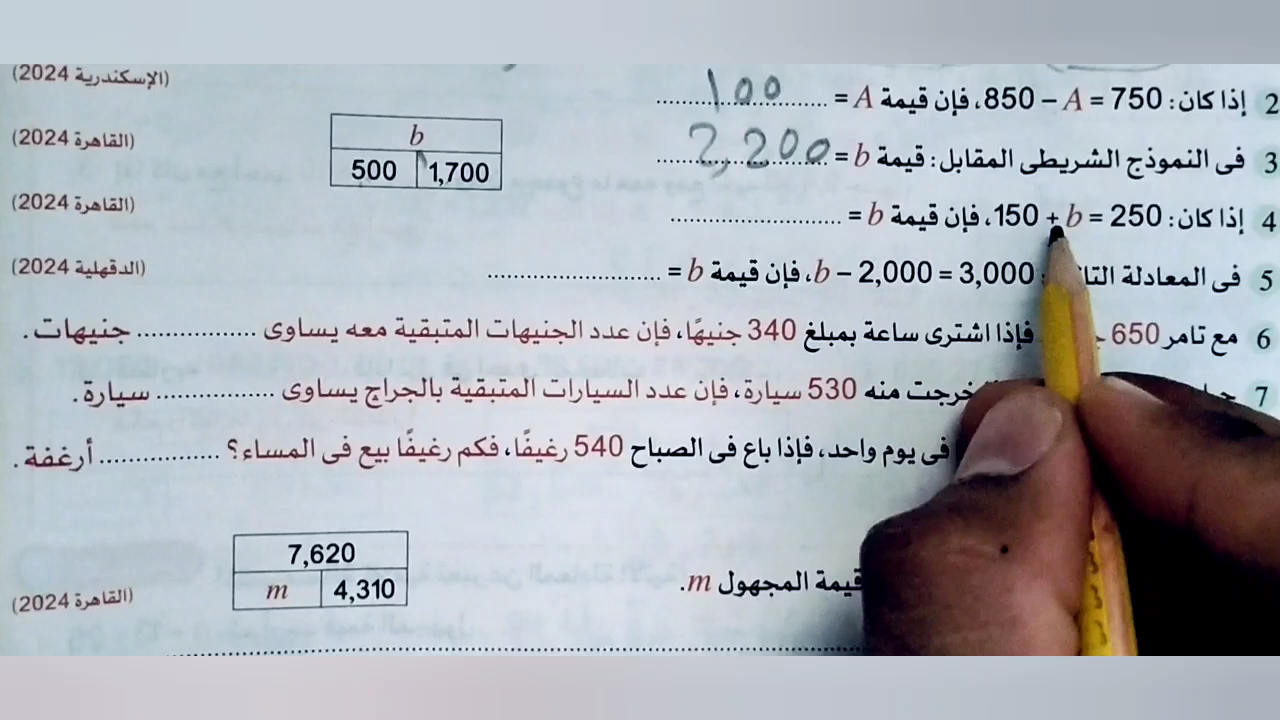 2 إذا كان: 850 – A = 750، فإن قيمة A = 100 (الإسكندرية 2024)
3 فى النموذج الشريطى المقابل: قيمة b = 2,200 (القاهرة 2024)
b
500 1,700
4 إذا كان: 150 + b = 250، فإن قيمة b = .............................. (القاهرة 2024)
5 فى المعادلة b – 2,000 = 3,000، فإن قيمة b = .............................. (الدقهلية 2024)
6 مع تامر 650 فإذا اشترى ساعة بمبلغ 340 جنيهًا، فإن عدد الجنيهات المتبقية معه يساوى .................. جنيهات.
7 خرجت منه 530 سيارة، فإن عدد السيارات المتبقية بالجراج يساوى .................. سيارة.
فى يوم واحد، فإذا باع فى الصباح 540 رغيفًا، فكم رغيفًا بيع فى المساء؟ .................. أرغفة.
7,620
m 4,310
قيمة المجهول m. (القاهرة 2024)